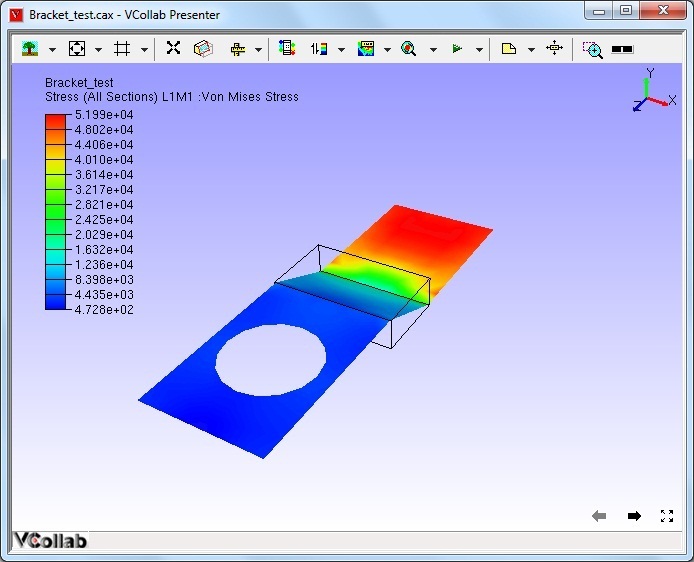 Bracket_test.cax - VCollab Presenter
Bracket_test
Stress (All Sections) L1M1 :Von Mises Stress
5.199e+04
4.802e+04
4.406e+04
4.010e+04
3.614e+04
3.217e+04
2.821e+04
2.425e+04
2.029e+04
1.632e+04
1.236e+04
8.398e+03
4.435e+03
4.728e+02
Y
X
Z
VCollab